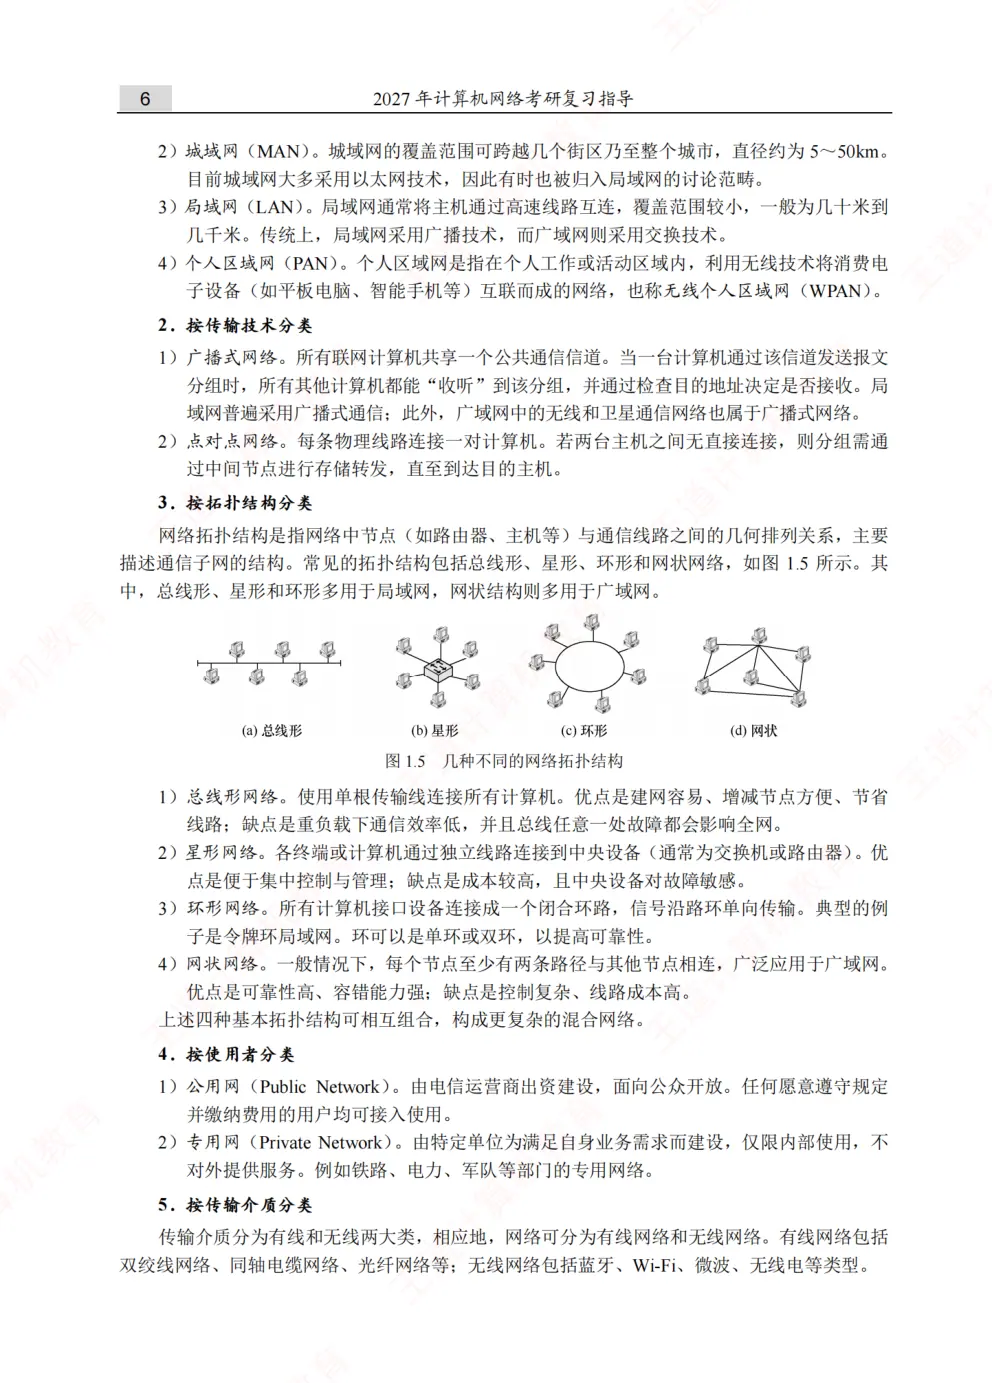 6
2027 年计算机网络考研复习指导
2）城域网（MAN）。城域网的覆盖范围可跨越几个街区乃至整个城市，直径约为 5～50km。
目前城域网大多采用以太网技术，因此有时也被归入局域网的讨论范畴。
3）局域网（LAN）。局域网通常将主机通过高速线路互连，覆盖范围较小，一般为几十米到
几千米。传统上，局域网采用广播技术，而广域网则采用交换技术。
4）个人区域网（PAN）。个人区域网是指在个人工作或活动区域内，利用无线技术将消费电
子设备（如平板电脑、智能手机等）互联而成的网络，也称无线个人区域网（WPAN）。
2．按传输技术分类
1）广播式网络。所有联网计算机共享一个公共通信信道。当一台计算机通过该信道发送报文
分组时，所有其他计算机都能“收听”到该分组，并通过检查目的地址决定是否接收。局
域网普遍采用广播式通信；此外，广域网中的无线和卫星通信网络也属于广播式网络。
2）点对点网络。每条物理线路连接一对计算机。若两台主机之间无直接连接，则分组需通
过中间节点进行存储转发，直至到达目的主机。
3．按拓扑结构分类
网络拓扑结构是指网络中节点（如路由器、主机等）与通信线路之间的几何排列关系，主要
描述通信子网的结构。常见的拓扑结构包括总线形、星形、环形和网状网络，如图 1.5 所示。其
中，总线形、星形和环形多用于局域网，网状结构则多用于广域网。
(a) 总线形
(b) 星形
(c) 环形
(d) 网状
图 1.5 几种不同的网络拓扑结构
1）总线形网络。使用单根传输线连接所有计算机。优点是建网容易、增减节点方便、节省
线路；缺点是重负载下通信效率低，并且总线任意一处故障都会影响全网。
2）星形网络。各终端或计算机通过独立线路连接到中央设备（通常为交换机或路由器）。优
点是便于集中控制与管理；缺点是成本较高，且中央设备对故障敏感。
3）环形网络。所有计算机接口设备连接成一个闭合环路，信号沿路环单向传输。典型的例
子是令牌环局域网。环可以是单环或双环，以提高可靠性。
4）网状网络。一般情况下，每个节点至少有两条路径与其他节点相连，广泛应用于广域网。
优点是可靠性高、容错能力强；缺点是控制复杂、线路成本高。
上述四种基本拓扑结构可相互组合，构成更复杂的混合网络。
4．按使用者分类
1）公用网（Public Network）。由电信运营商出资建设，面向公众开放。任何愿意遵守规定
并缴纳费用的用户均可接入使用。
2）专用网（Private Network）。由特定单位为满足自身业务需求而建设，仅限内部使用，不
对外提供服务。例如铁路、电力、军队等部门的专用网络。
5．按传输介质分类
传输介质分为有线和无线两大类，相应地，网络可分为有线网络和无线网络。有线网络包括
双绞线网络、同轴电缆网络、光纤网络等；无线网络包括蓝牙、Wi-Fi、微波、无线电等类型。